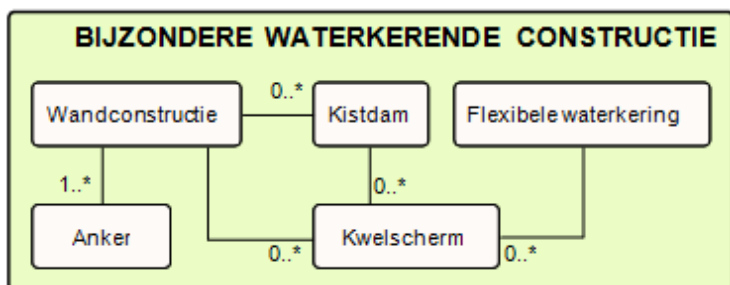 BIJZONDERE WATERKERENDE CONSTRUCTIE
0..*
Wandconstructie
Kistdam
Flexibele waterkering
1..*
0..*
Anker
Kwelscherm
0..*
0..*